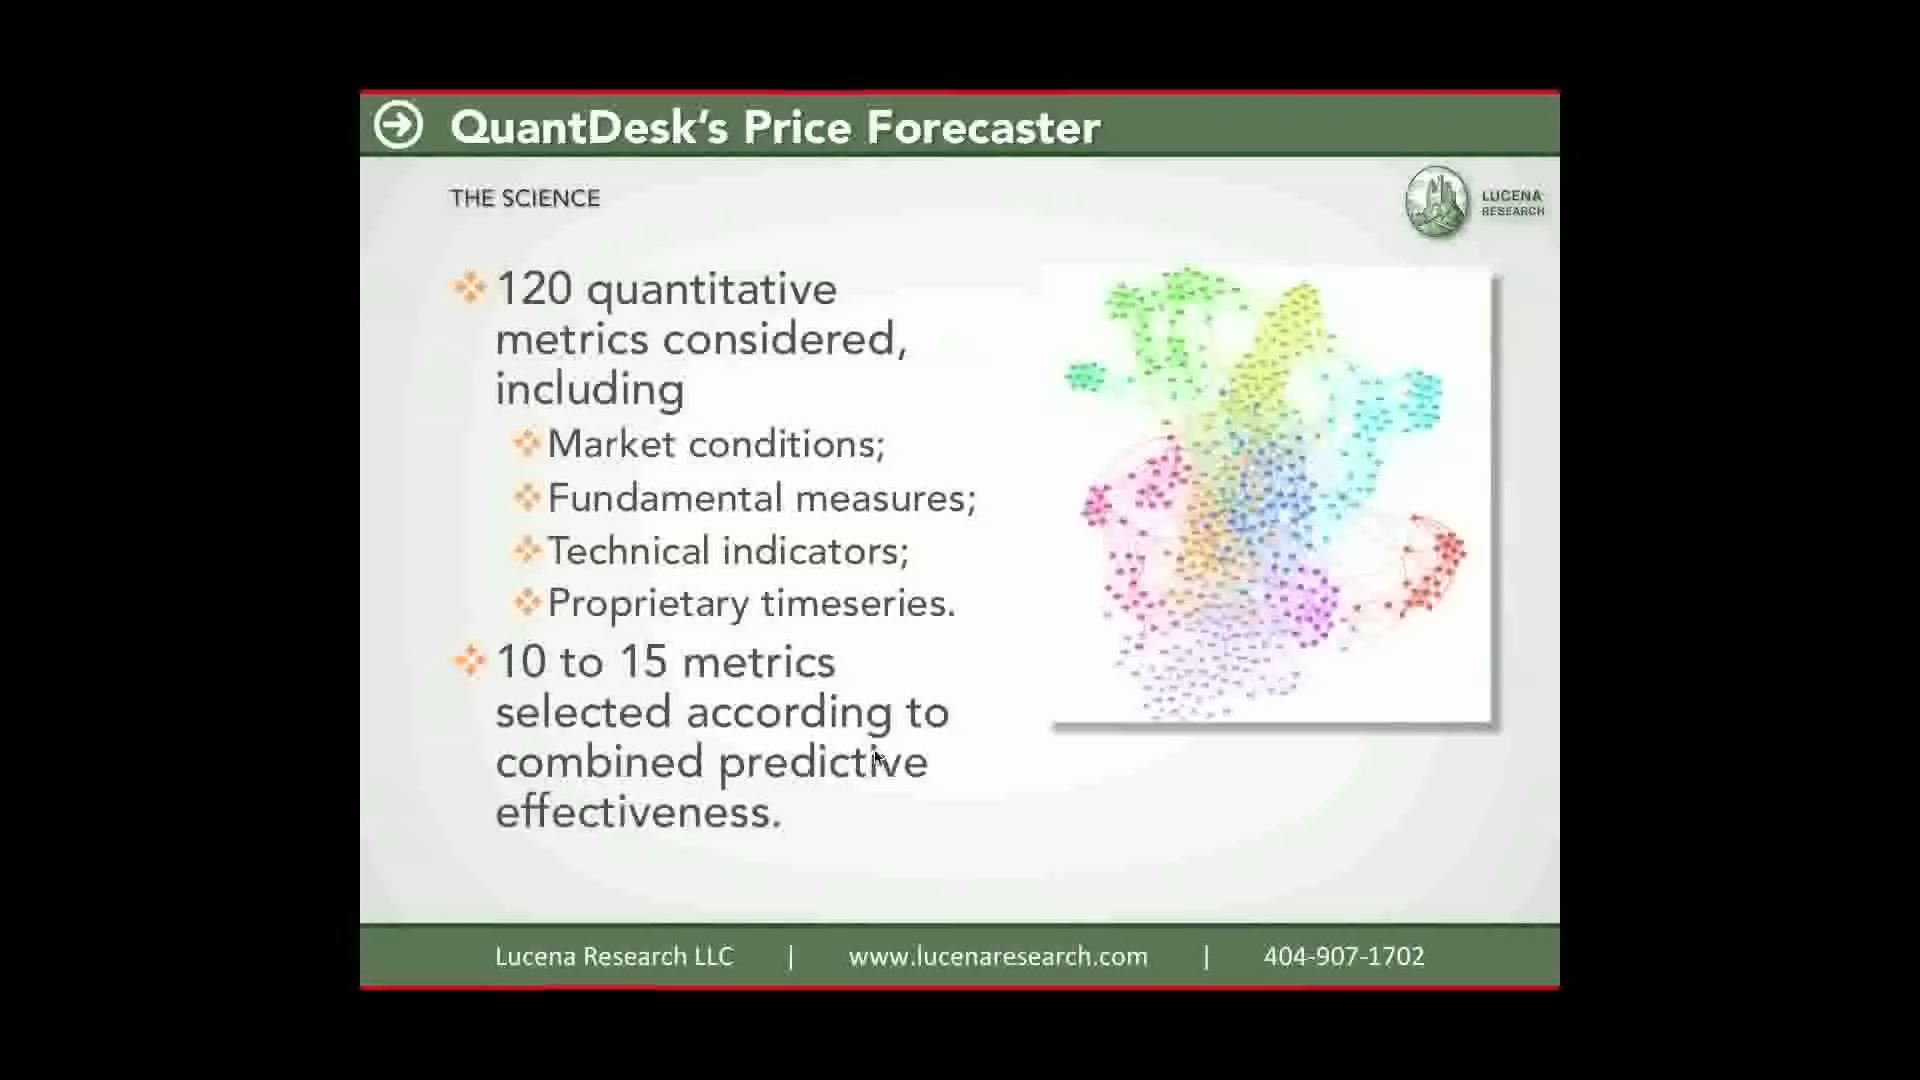 QuantDesk's Price Forecaster
THE SCIENCE
LUCENA
RESEARCH
120 quantitative
metrics considered,
including
Market conditions;
Fundamental measures;
Technical indicators;
Proprietary timeseries.
10 to 15 metrics
selected according to
combined predictive
effectiveness.
Lucena Research LLC | www.lucenaresearch.com | 404-907-1702